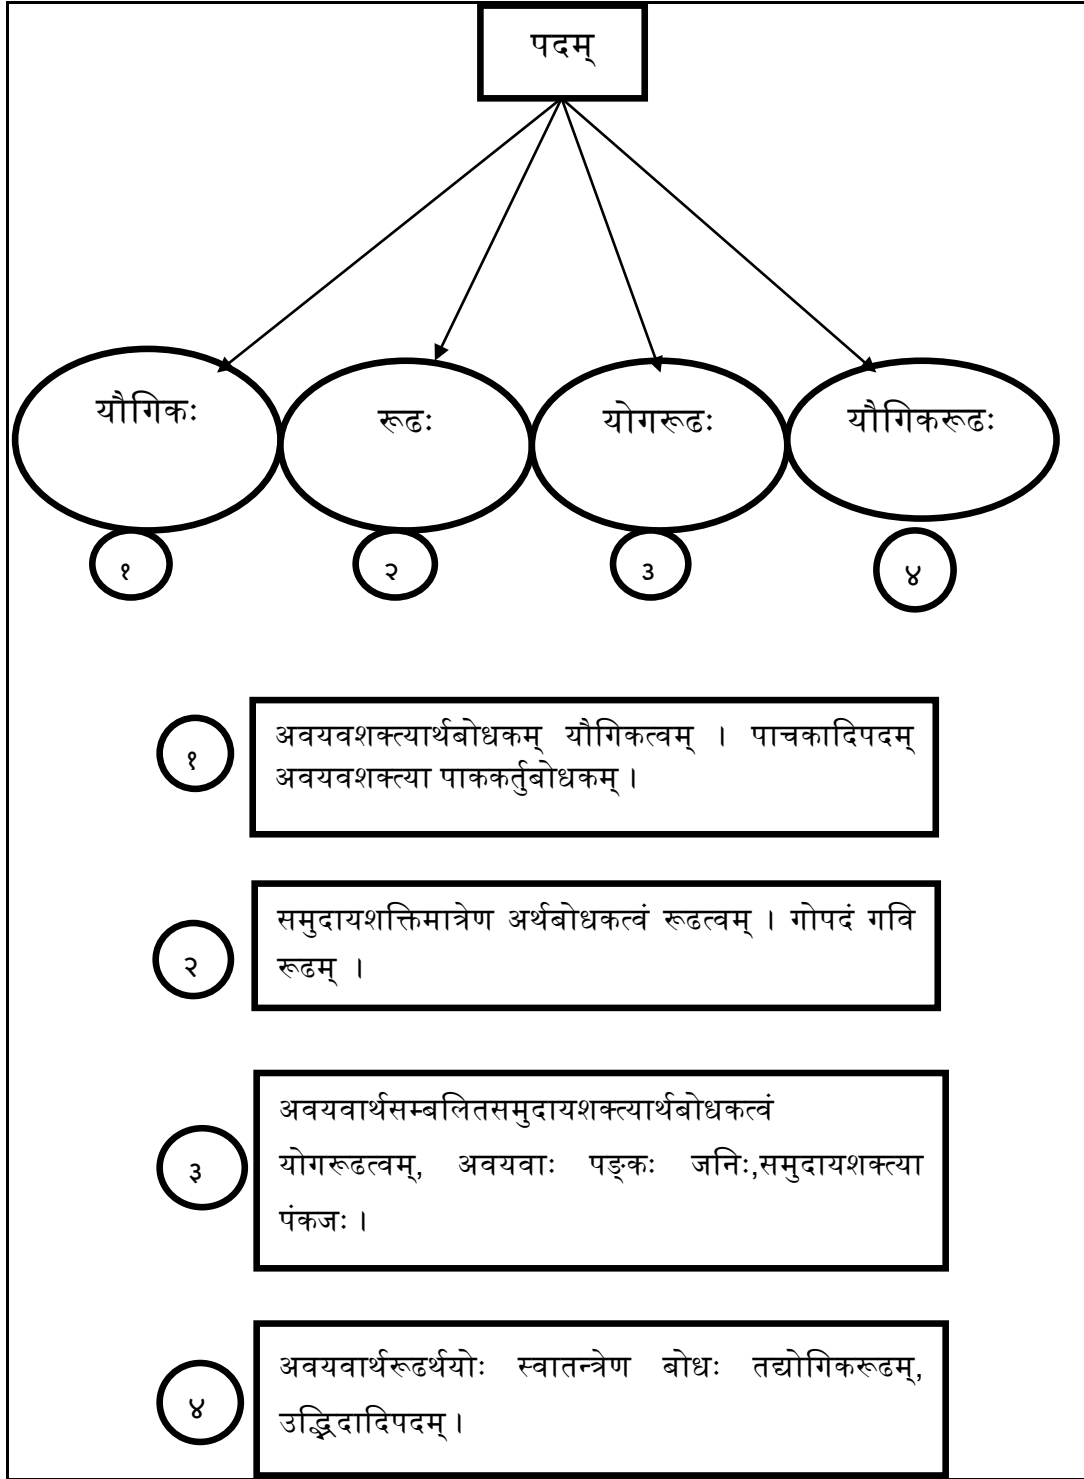 पदम्
यौगिकः
रूढः
योगरूढः
यौगिकरूढः
१
२
३
४
१
अवयवशक्त्यार्थबोधकम् यौगिकत्वम् । पाचकादिपदम्
अवयवशक्त्या पाककर्तुबोधकम् ।
२
समुदायशक्तिमात्रेण अर्थबोधकत्वं रूढत्वम् । गोपदं गवि
रूढम् ।
३
अवयवार्थसम्बलितसमुदायशक्त्यार्थबोधकत्वं
योगरूढत्वम्, अवयवाः पङ्कः जनिः,समुदायशक्त्या
पंकजः ।
४
अवयवार्थरूढर्थयोः स्वातन्त्रेण बोधः तद्योगिकरूढम्,
उद्भिदादिपदम् ।